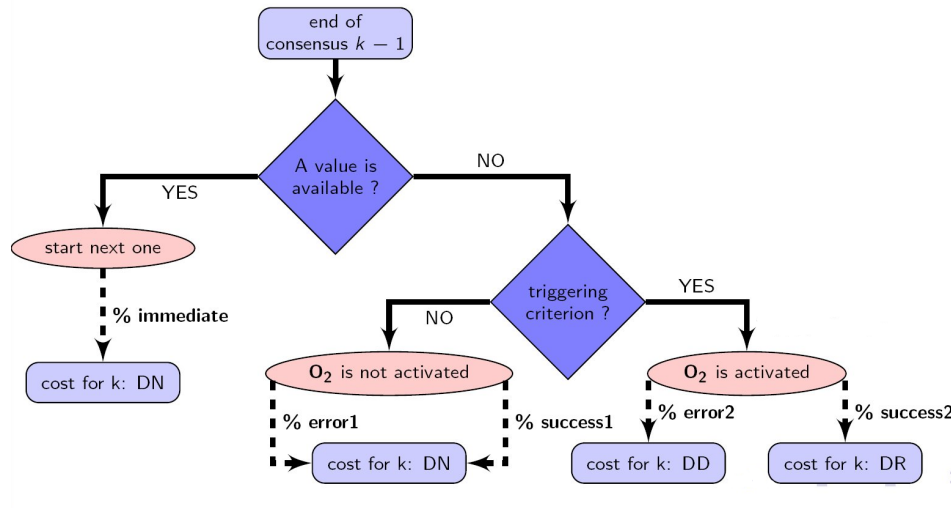 end of
consensus k − 1
A value is
available ?
YES
NO
start next one
triggering
criterion ?
NO
YES
% immediate
O₂ is not activated
O₂ is activated
cost for k: DN
% error1
% success1
% error2
% success2
cost for k: DN
cost for k: DD
cost for k: DR